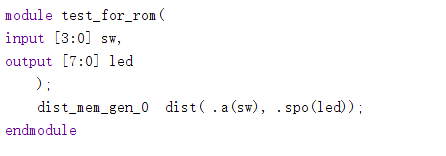 module test_for_rom(
input [3:0] sw,
output [7:0] led
    );
    dist_mem_gen_0  dist( .a(sw), .spo(led));
endmodule